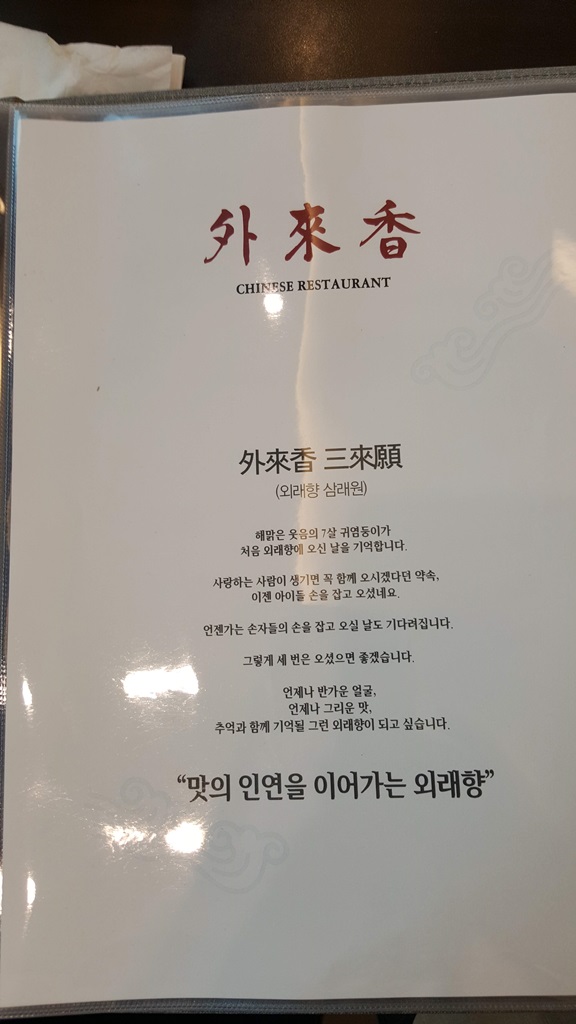 外來香
CHINESE RESTAURANT
外來香 三來願
(외래향 삼래원)
해맑은 웃음의 7살 귀염둥이가
처음 외래향에 오신 날을 기억합니다.
사랑하는 사람이 생기면 꼭 함께 오시겠다던 약속,
이젠 아이들 손을 잡고 오셨네요.
언젠가는 손자들의 손을 잡고 오실 날도 기다려집니다.
그렇게 세 번은 오셨으면 좋겠습니다.
언제나 반가운 얼굴,
언제나 그리운 맛,
추억과 함께 기억될 그런 외래향이 되고 싶습니다.
“맛의 인연을 이어가는 외래향”